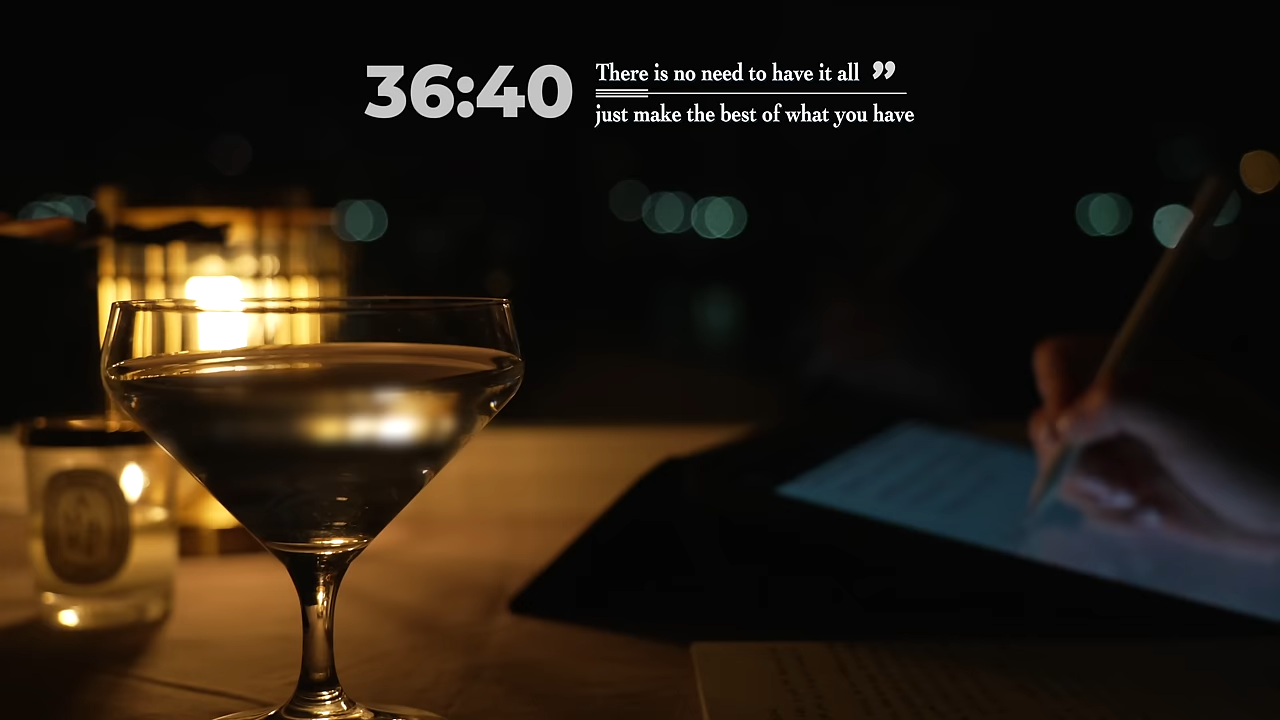 36:40
There is no need to have it all ”
just make the best of what you have